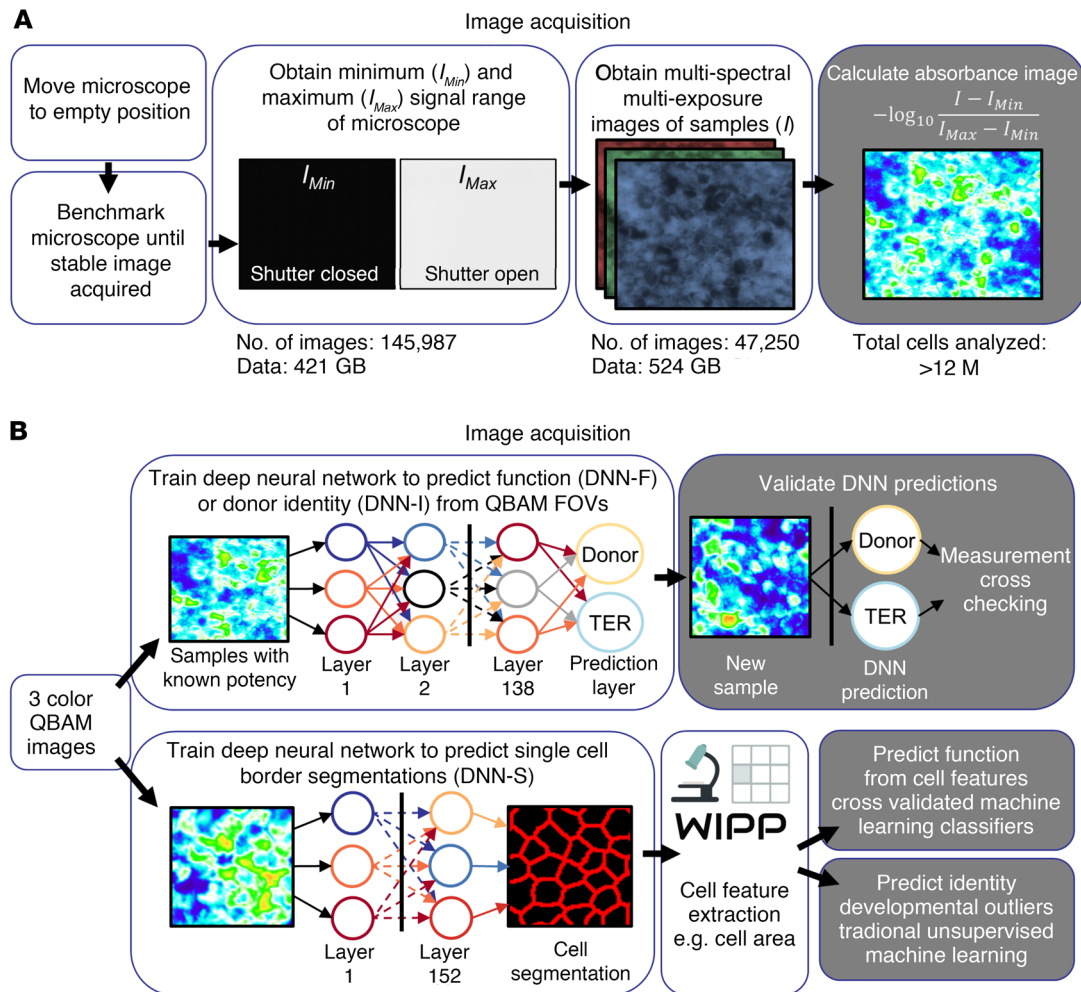 A
Image acquisition
Move microscope
to empty position
Benchmark
microscope until
stable image
acquired
Obtain minimum (I_Min) and
maximum (I_Max) signal range
of microscope
I_Min
Shutter closed
I_Max
Shutter open
No. of images: 145,987
Data: 421 GB
Obtain multi-spectral
multi-exposure
images of samples (I)
No. of images: 47,250
Data: 524 GB
Calculate absorbance image
−log₁₀ (I − I_Min) / (I_Max − I_Min)
Total cells analyzed:
>12 M
B
Image acquisition
3 color
QBAM
images
Train deep neural network to predict function (DNN-F)
or donor identity (DNN-I) from QBAM FOVs
Samples with
known potency
Layer
1
Layer
2
Layer
138
Donor
TER
Prediction
layer
Validate DNN predictions
New
sample
Donor
TER
DNN
prediction
Measurement
cross
checking
Train deep neural network to predict single cell
border segmentations (DNN-S)
Layer
1
Layer
152
Cell
segmentation
WIPP
Cell feature
extraction
e.g. cell area
Predict function
from cell features
cross validated machine
learning classifiers
Predict identity
developmental outliers
tradional unsupervised
machine learning